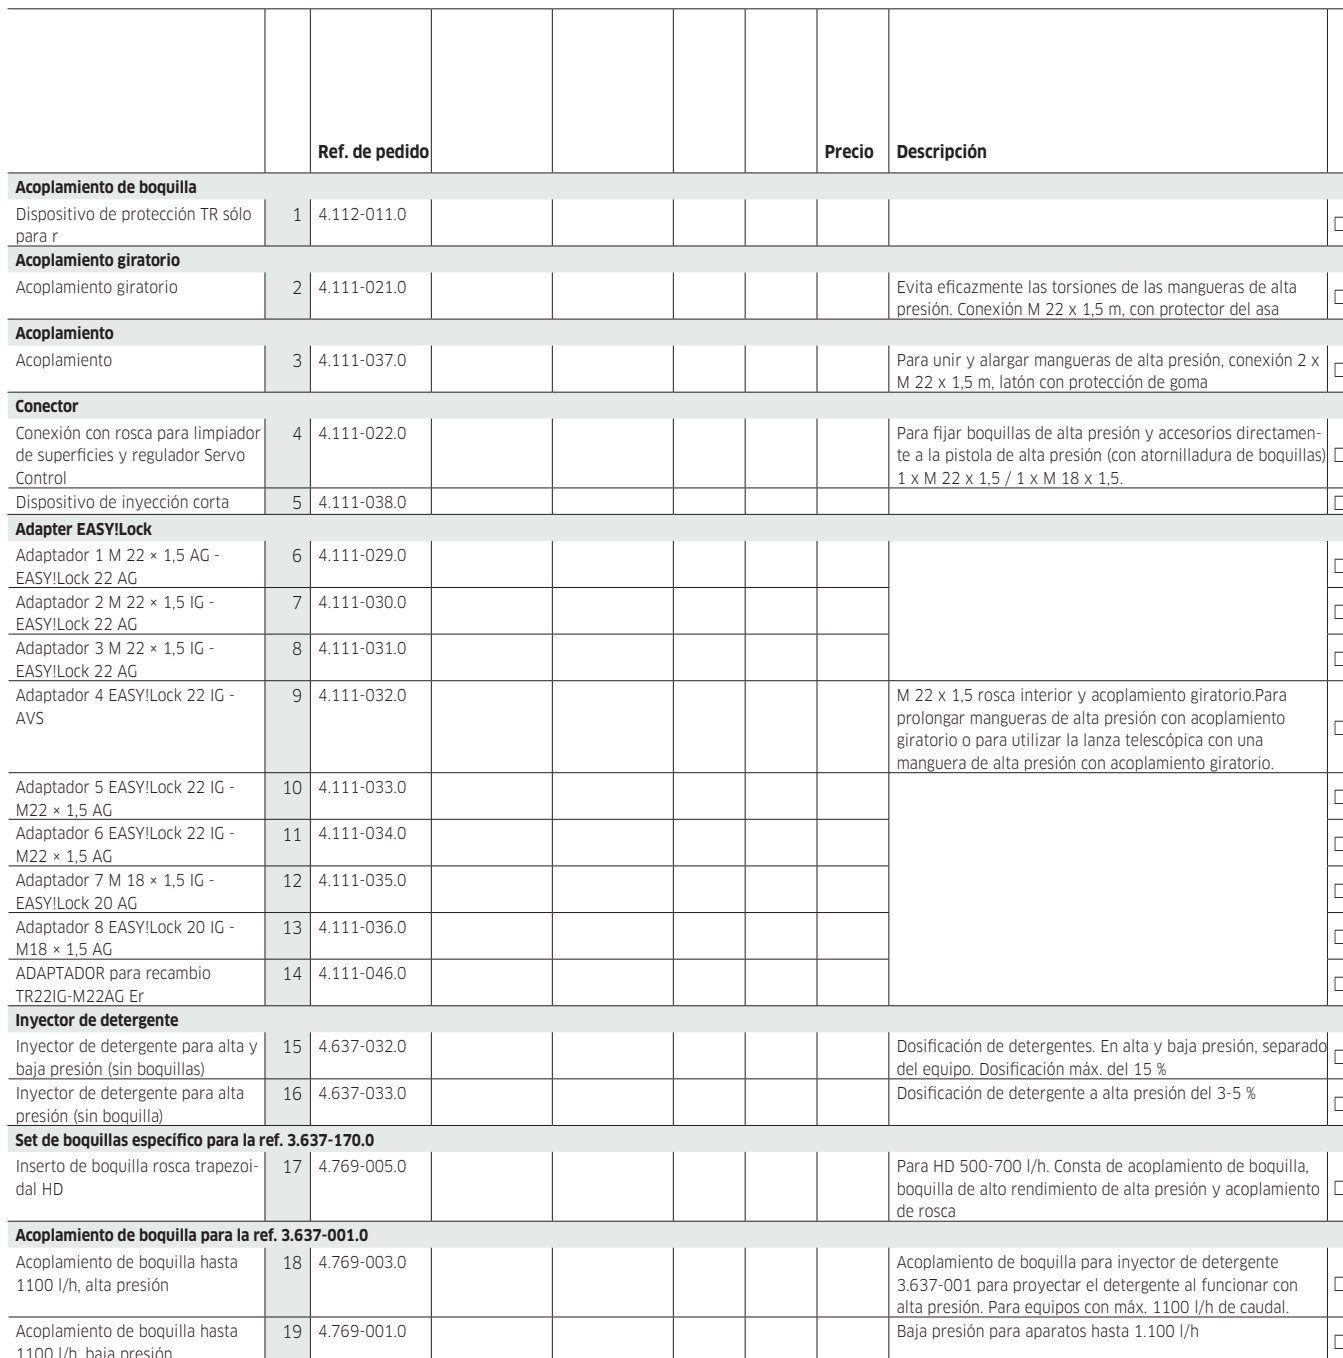 Ref. de pedido Precio Descripción
Acoplamiento de boquilla
Dispositivo de protección TR sólo 1 4.112-011.0
para r
Acoplamiento giratorio
Acoplamiento giratorio 2 4.111-021.0 Evita eficazmente las torsiones de las mangueras de alta
presión. Conexión M 22 x 1,5 m, con protector del asa
Acoplamiento
Acoplamiento 3 4.111-037.0 Para unir y alargar mangueras de alta presión, conexión 2 x
M 22 x 1,5 m, latón con protección de goma
Conector
Conexión con rosca para limpiador 4 4.111-022.0 Para fijar boquillas de alta presión y accesorios directamen-
de superficies y regulador Servo te a la pistola de alta presión (con atornilladura de boquillas)
Control 1 x M 22 x 1,5 / 1 x M 18 x 1,5.
Dispositivo de inyección corta 5 4.111-038.0
Adapter EASY!Lock
Adaptador 1 M 22 × 1,5 AG - 6 4.111-029.0
EASY!Lock 22 AG
Adaptador 2 M 22 × 1,5 IG - 7 4.111-030.0
EASY!Lock 22 AG
Adaptador 3 M 22 × 1,5 IG - 8 4.111-031.0
EASY!Lock 22 AG
Adaptador 4 EASY!Lock 22 IG - 9 4.111-032.0 M 22 x 1,5 rosca interior y acoplamiento giratorio.Para
AVS prolongar mangueras de alta presión con acoplamiento
giratorio o para utilizar la lanza telescópica con una
manguera de alta presión con acoplamiento giratorio.
Adaptador 5 EASY!Lock 22 IG - 10 4.111-033.0
M22 × 1,5 AG
Adaptador 6 EASY!Lock 22 IG - 11 4.111-034.0
M22 × 1,5 AG
Adaptador 7 M 18 × 1,5 IG - 12 4.111-035.0
EASY!Lock 20 AG
Adaptador 8 EASY!Lock 20 IG - 13 4.111-036.0
M18 × 1,5 AG
ADAPTADOR para recambio 14 4.111-046.0
TR22IG-M22AG Er
Inyector de detergente
Inyector de detergente para alta y 15 4.637-032.0 Dosificación de detergentes. En alta y baja presión, separado
baja presión (sin boquillas) del equipo. Dosificación máx. del 15 %
Inyector de detergente para alta 16 4.637-033.0 Dosificación de detergente a alta presión del 3-5 %
presión (sin boquilla)
Set de boquillas específico para la ref. 3.637-170.0
Inserto de boquilla rosca trapezoi- 17 4.769-005.0 Para HD 500-700 l/h. Consta de acoplamiento de boquilla,
dal HD boquilla de alto rendimiento de alta presión y acoplamiento
de rosca
Acoplamiento de boquilla para la ref. 3.637-001.0
Acoplamiento de boquilla hasta 18 4.769-003.0 Acoplamiento de boquilla para inyector de detergente
1100 l/h, alta presión 3.637-001 para proyectar el detergente al funcionar con
alta presión. Para equipos con máx. 1100 l/h de caudal.
Acoplamiento de boquilla hasta 19 4.769-001.0 Baja presión para aparatos hasta 1.100 l/h
1100 l/h, baja presión